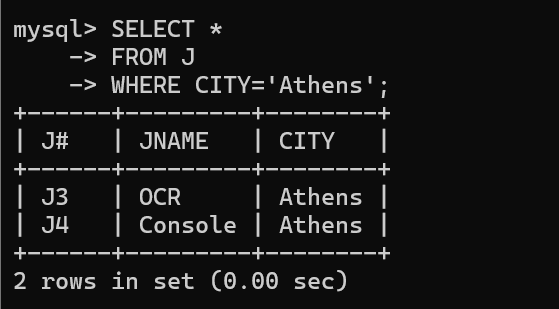 mysql> SELECT *
    -> FROM J
    -> WHERE CITY='Athens';
+------+---------+--------+
| J#   | JNAME   | CITY   |
+------+---------+--------+
| J3   | OCR     | Athens |
| J4   | Console | Athens |
+------+---------+--------+
2 rows in set (0.00 sec)